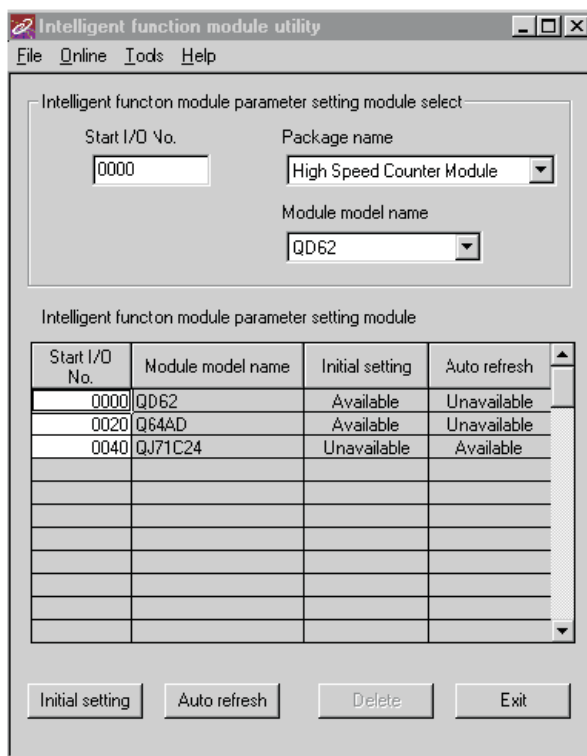 Intelligent function module utility
File Online Tools Help
Intelligent functon module parameter setting module select
Start I/O No.
Package name
0000
High Speed Counter Module
Module model name
QD62
Intelligent functon module parameter setting module
Start I/O No. Module model name Initial setting Auto refresh
0000 QD62 Available Unavailable
0020 Q64AD Available Unavailable
0040 QJ71C24 Unavailable Available
Initial setting Auto refresh Delete Exit